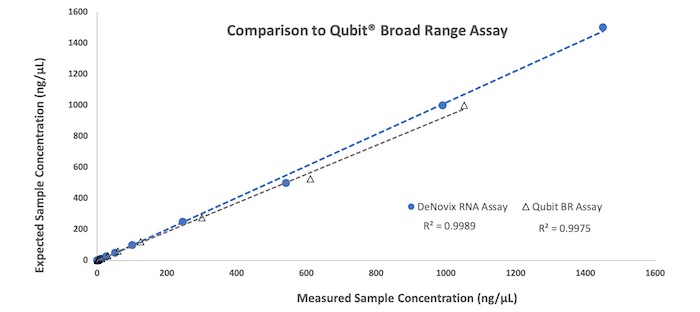 Comparison to Qubit® Broad Range Assay
Expected Sample Concentration (ng/µL)
1600
1400
1200
1000
800
600
400
200
0
DeNovix RNA Assay
Qubit BR Assay
R² = 0.9989
R² = 0.9975
0
200
400
600
800
1000
1200
1400
1600
Measured Sample Concentration (ng/µL)